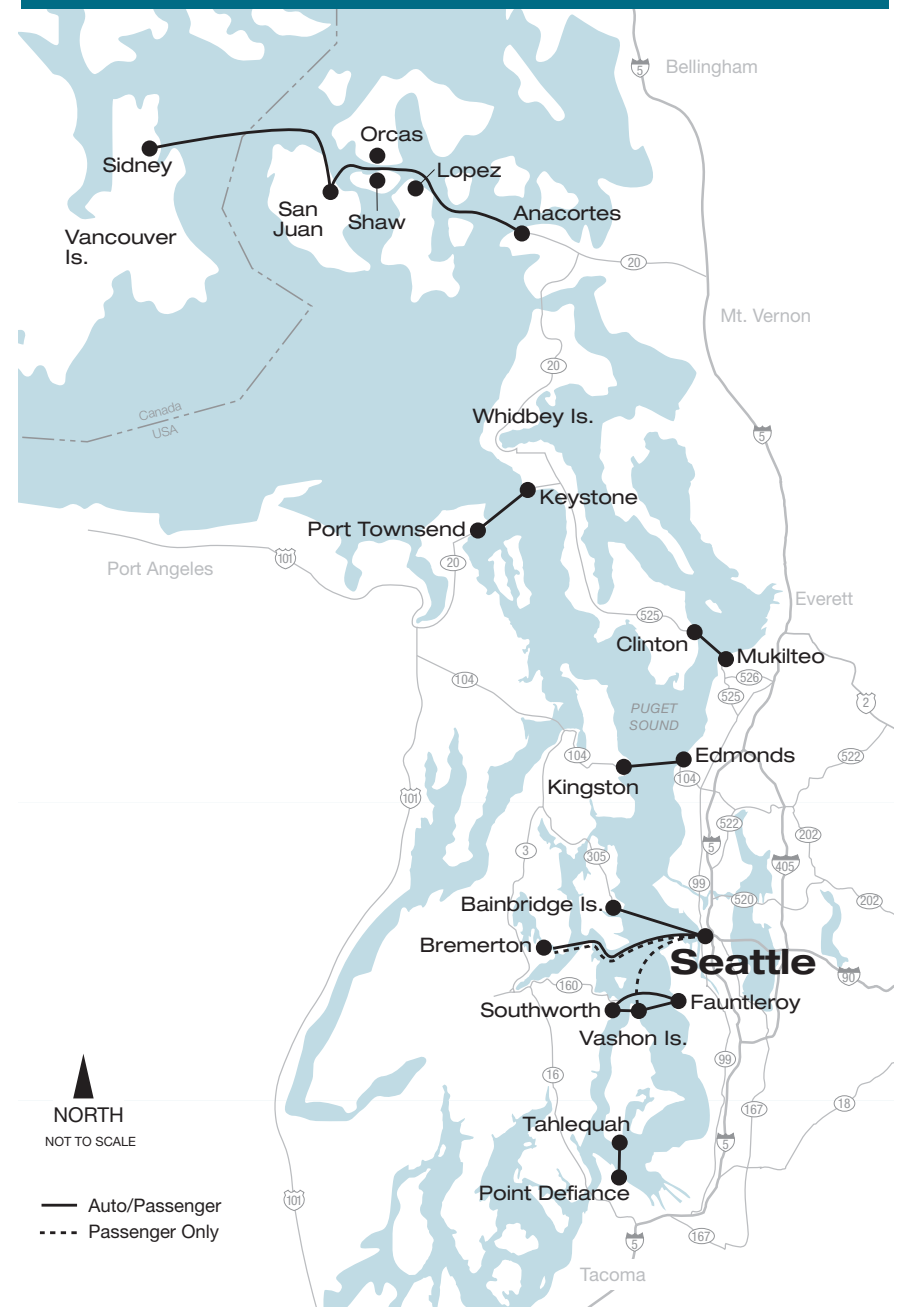 5
Bellingham
Orcas
Sidney
Lopez
San
Juan
Shaw
Anacortes
Vancouver
Is.
20
Mt. Vernon
20
Canada
USA
Whidbey Is.
5
Keystone
Port Townsend
101
20
Port Angeles
Everett
525
Clinton
Mukilteo
104
526
525
2
PUGET
SOUND
104
Edmonds
522
104
Kingston
101
522
202
5
3
305
405
99
520
202
Bainbridge Is.
Bremerton
Seattle
90
160
Southworth
Fauntleroy
Vashon Is.
99
16
NORTH
NOT TO SCALE
167
18
Tahlequah
5
Point Defiance
101
Auto/Passenger
Passenger Only
167
5
Tacoma